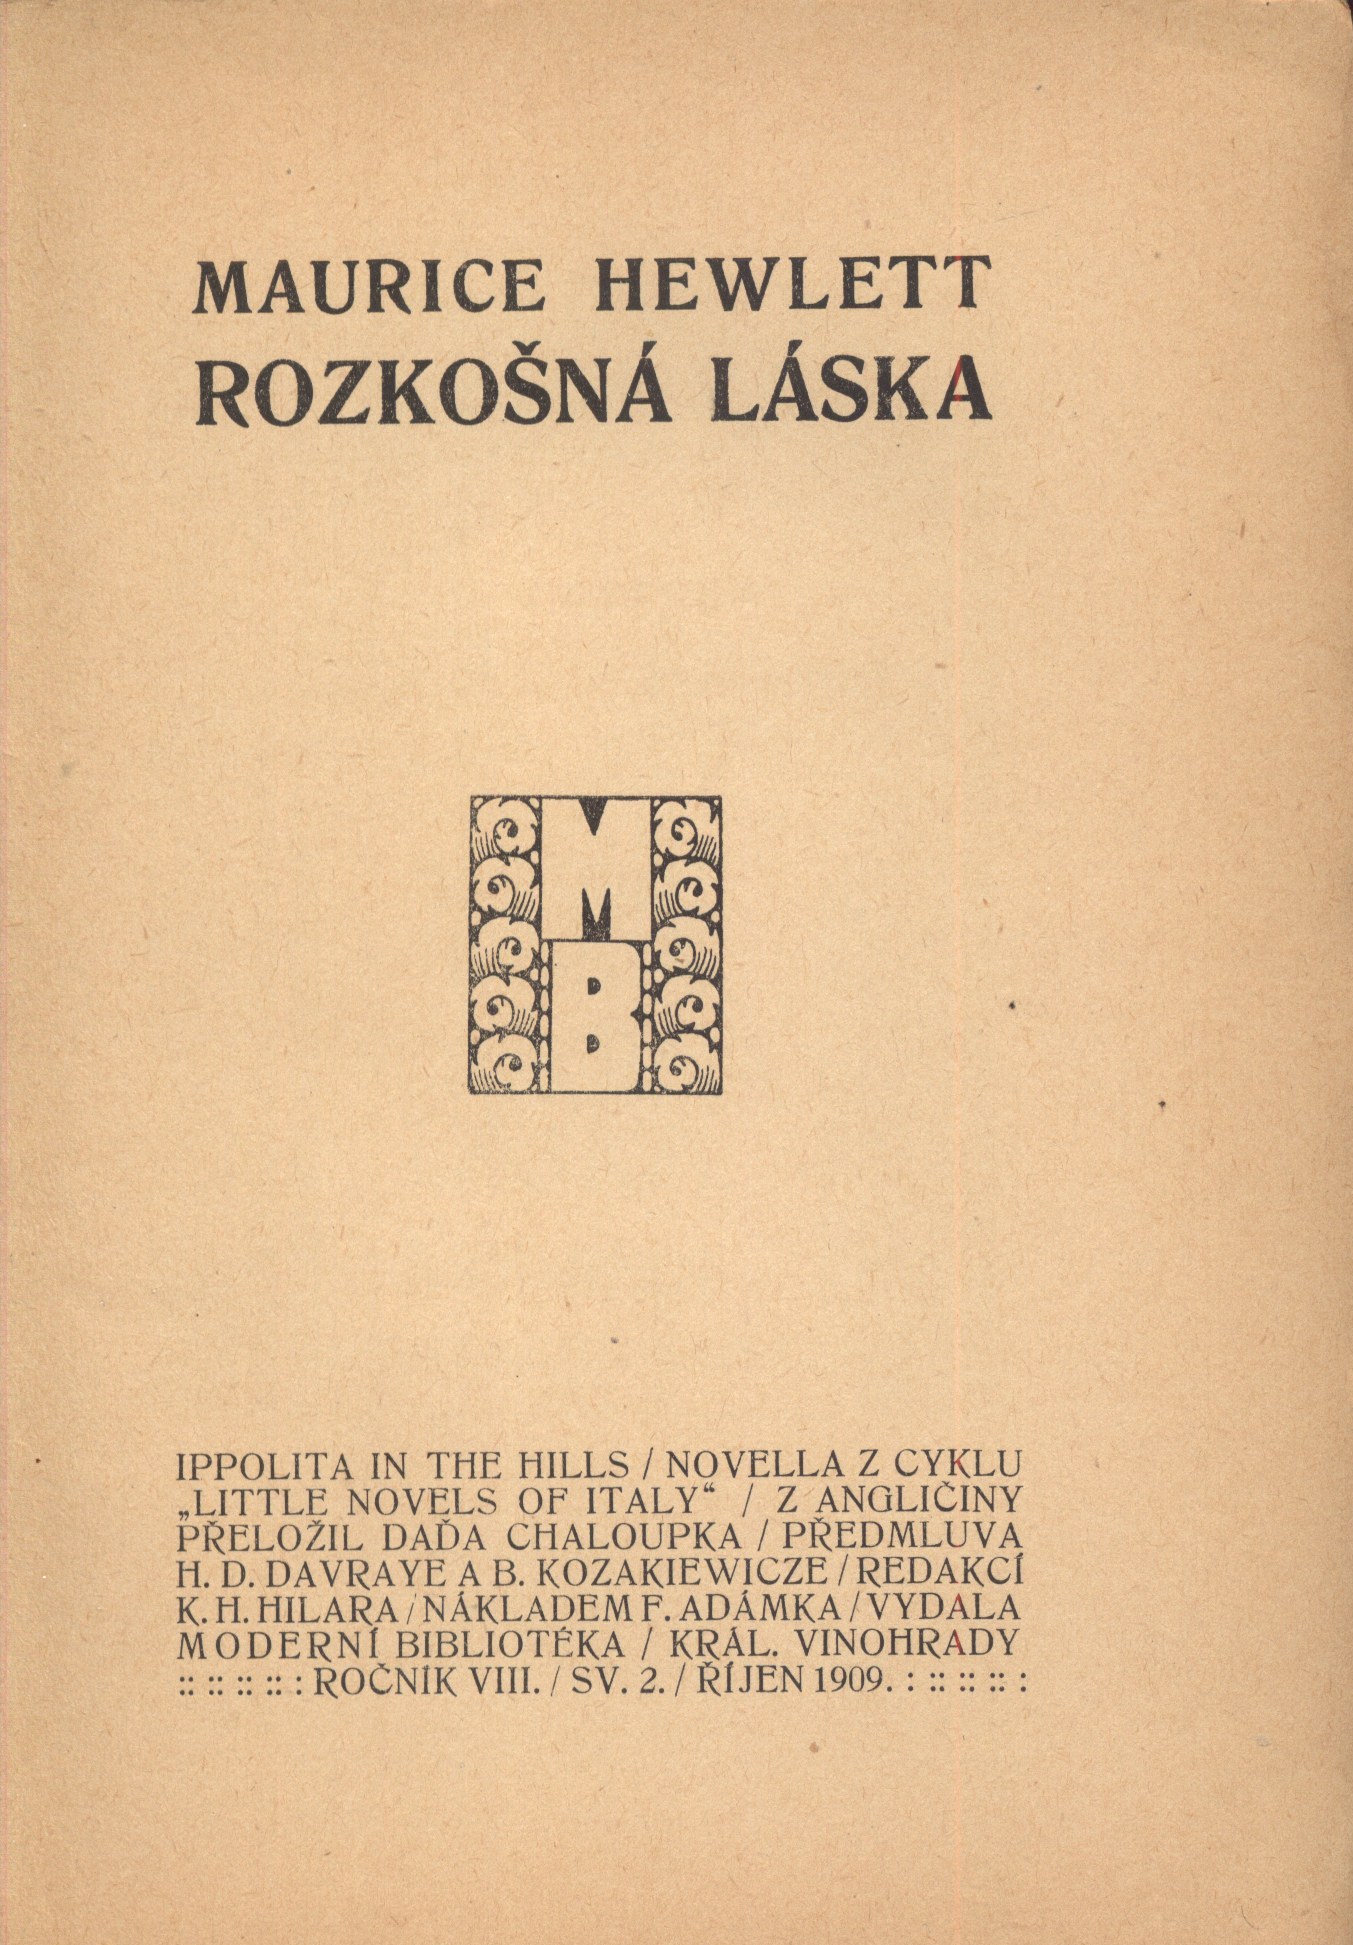 MAURICE HEWLETT
ROZKOŠNÁ LÁSKA
M
B
IPPOLITA IN THE HILLS / NOVELLA Z CYKLU
„LITTLE NOVELS OF ITALY“ / Z ANGLIČINY
PŘELOŽIL DAĎA CHALOUPKA / PŘEDMLUVA
H. D. DAVRAYE A B. KOZAKIEWICZE / REDAKCÍ
K. H. HILARA / NÁKLADEM F. ADÁMKA / VYDALA
MODERNÍ BIBLIOTÉKA / KRÁL. VINOHRADY
:: :: :: :: : ROČNÍK VIII. / SV. 2. / ŘÍJEN 1909. : :: :: :: :